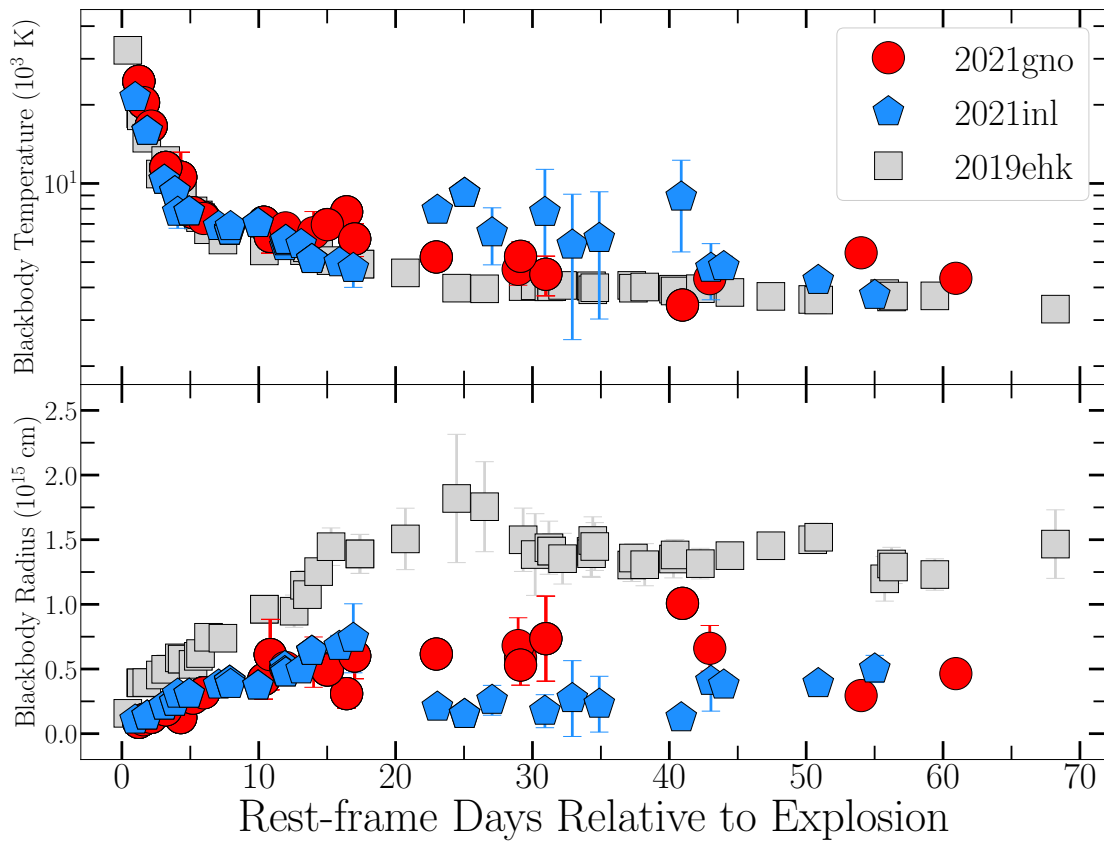 Blackbody Temperature (10³ K)
10¹
2021gno
2021inl
2019ehk
Blackbody Radius (10¹⁵ cm)
2.5
2.0
1.5
1.0
0.5
0.0
0 10 20 30 40 50 60 70
Rest-frame Days Relative to Explosion